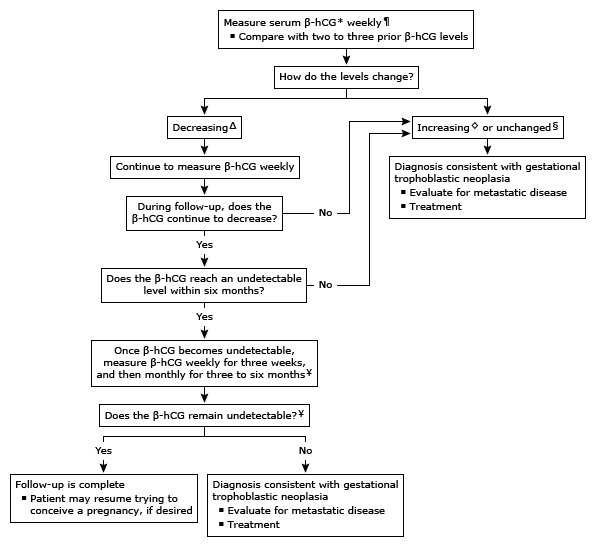 Measure serum β-hCG* weekly¶
▪ Compare with two to three prior β-hCG levels
How do the levels change?
DecreasingΔ
Increasing◇ or unchanged§
Continue to measure β-hCG weekly
Diagnosis consistent with gestational
trophoblastic neoplasia
▪ Evaluate for metastatic disease
▪ Treatment
During follow-up, does the
β-hCG continue to decrease?
No
Yes
Does the β-hCG reach an undetectable
level within six months?
No
Yes
Once β-hCG becomes undetectable,
measure β-hCG weekly for three weeks,
and then monthly for three to six months¥
Does the β-hCG remain undetectable?¥
Yes
No
Follow-up is complete
▪ Patient may resume trying to
conceive a pregnancy, if desired
Diagnosis consistent with gestational
trophoblastic neoplasia
▪ Evaluate for metastatic disease
▪ Treatment